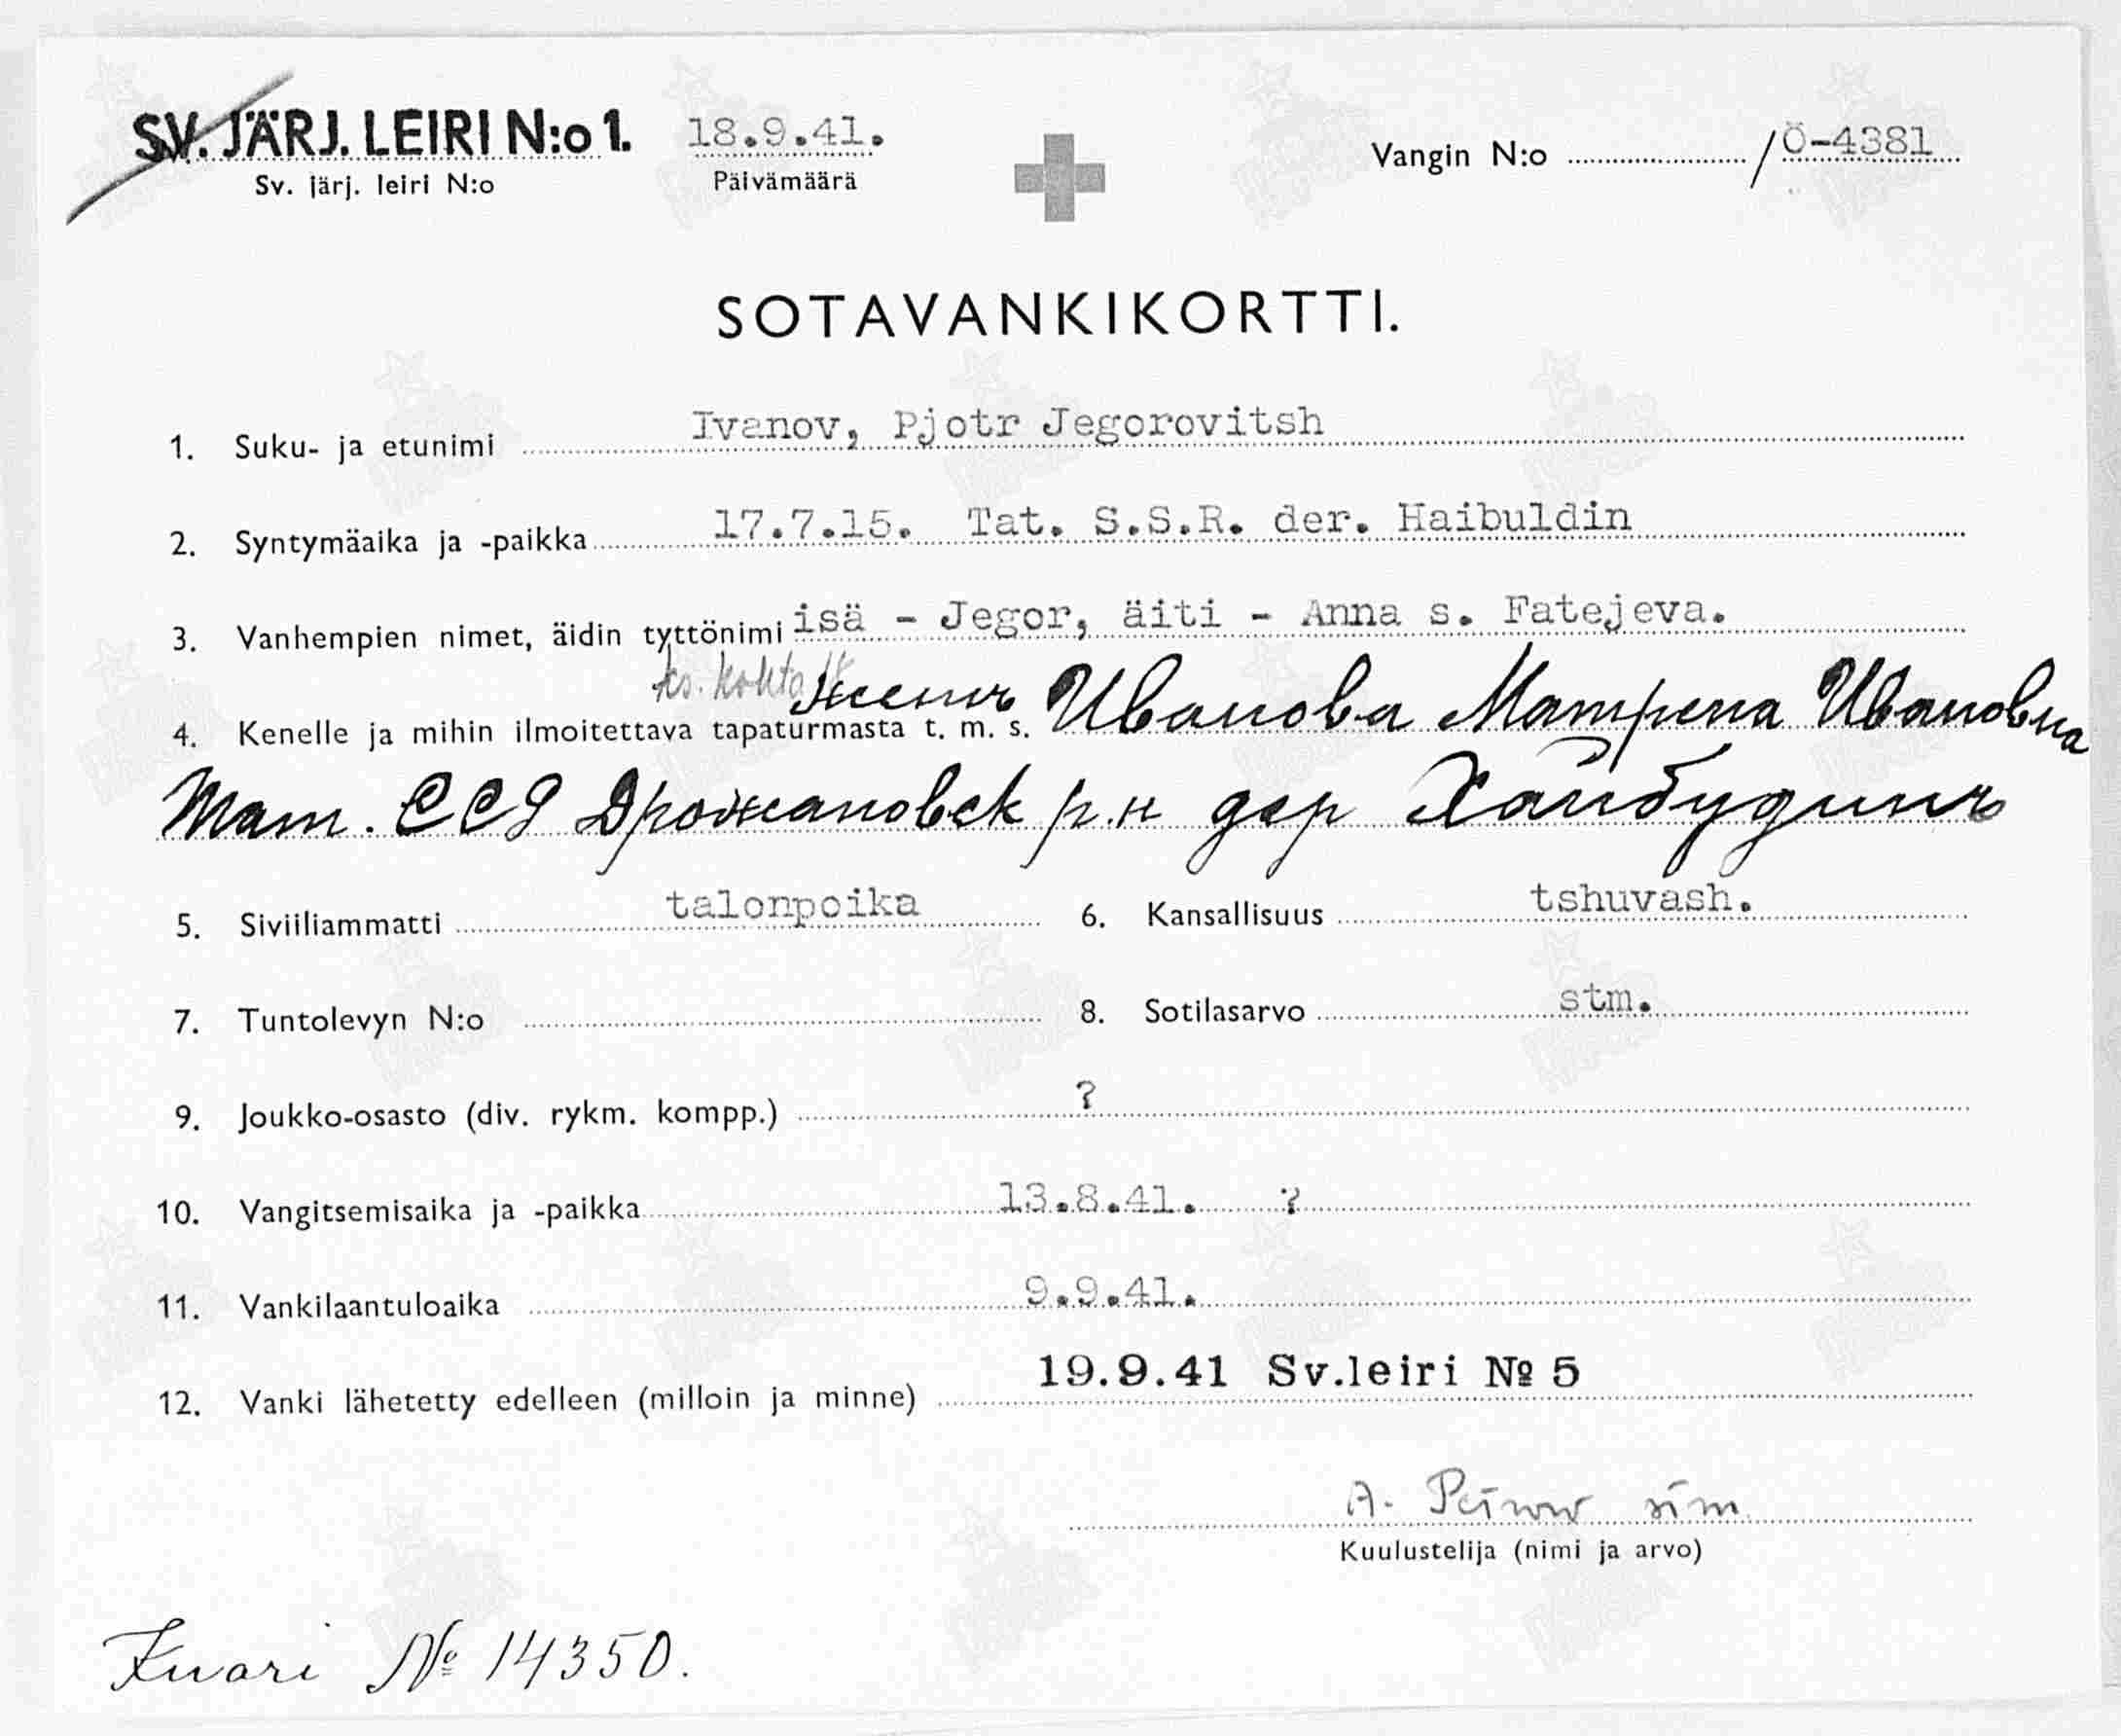 SV. JÄRJ. LEIRI N:o 1. 18.9.41. Vangin N:o / Ö-4381
Sv. järj. leiri N:o Päivämäärä
SOTAVANKIKORTTI.
1. Suku- ja etunimi Ivanov, Pjotr Jegorovitsh
2. Syntymäaika ja -paikka 17.7.15. Tat. S.S.R. der. Haibuldin
3. Vanhempien nimet, äidin tyttönimi isä - Jegor, äiti - Anna s. Fatejeva.
ks. kohta
4. Kenelle ja mihin ilmoitettava tapaturmasta t. m. s. Иванова Матрена Ивановна
Тат. ССР Дрожановск р.н дер Хайбудинъ
5. Siviiliammatti talonpoika 6. Kansallisuus tshuvash.
7. Tuntolevyn N:o 8. Sotilasarvo stm.
9. Joukko-osasto (div. rykm. kompp.) ?
10. Vangitsemisaika ja -paikka 13.8.41. ?
11. Vankilaantuloaika 9.9.41.
12. Vanki lähetetty edelleen (milloin ja minne) 19.9.41 Sv.leiri № 5
A.
Kuulustelija (nimi ja arvo)
Kuori № 14350.